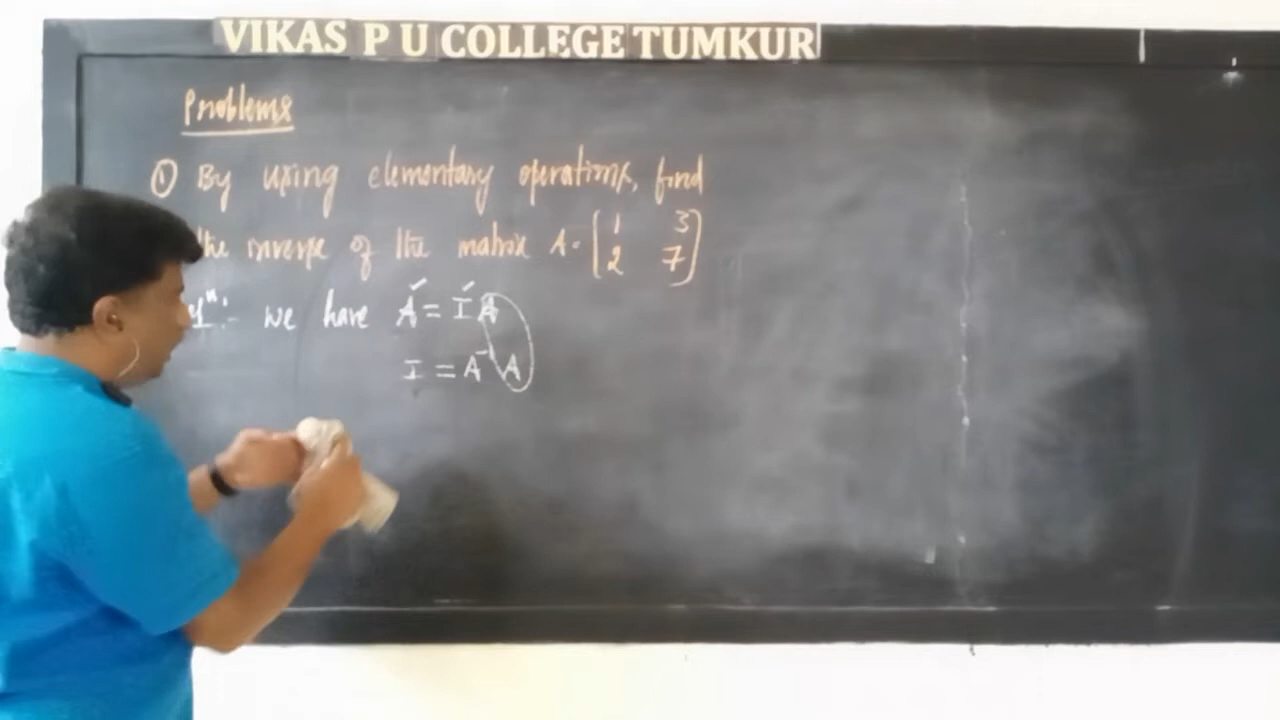 VIKAS P U COLLEGE TUMKUR
Problems
① By using elementary operations, find
the inverse of the matrix A = [1 3
2 7]
we have A = I A
I = A⁻¹ A